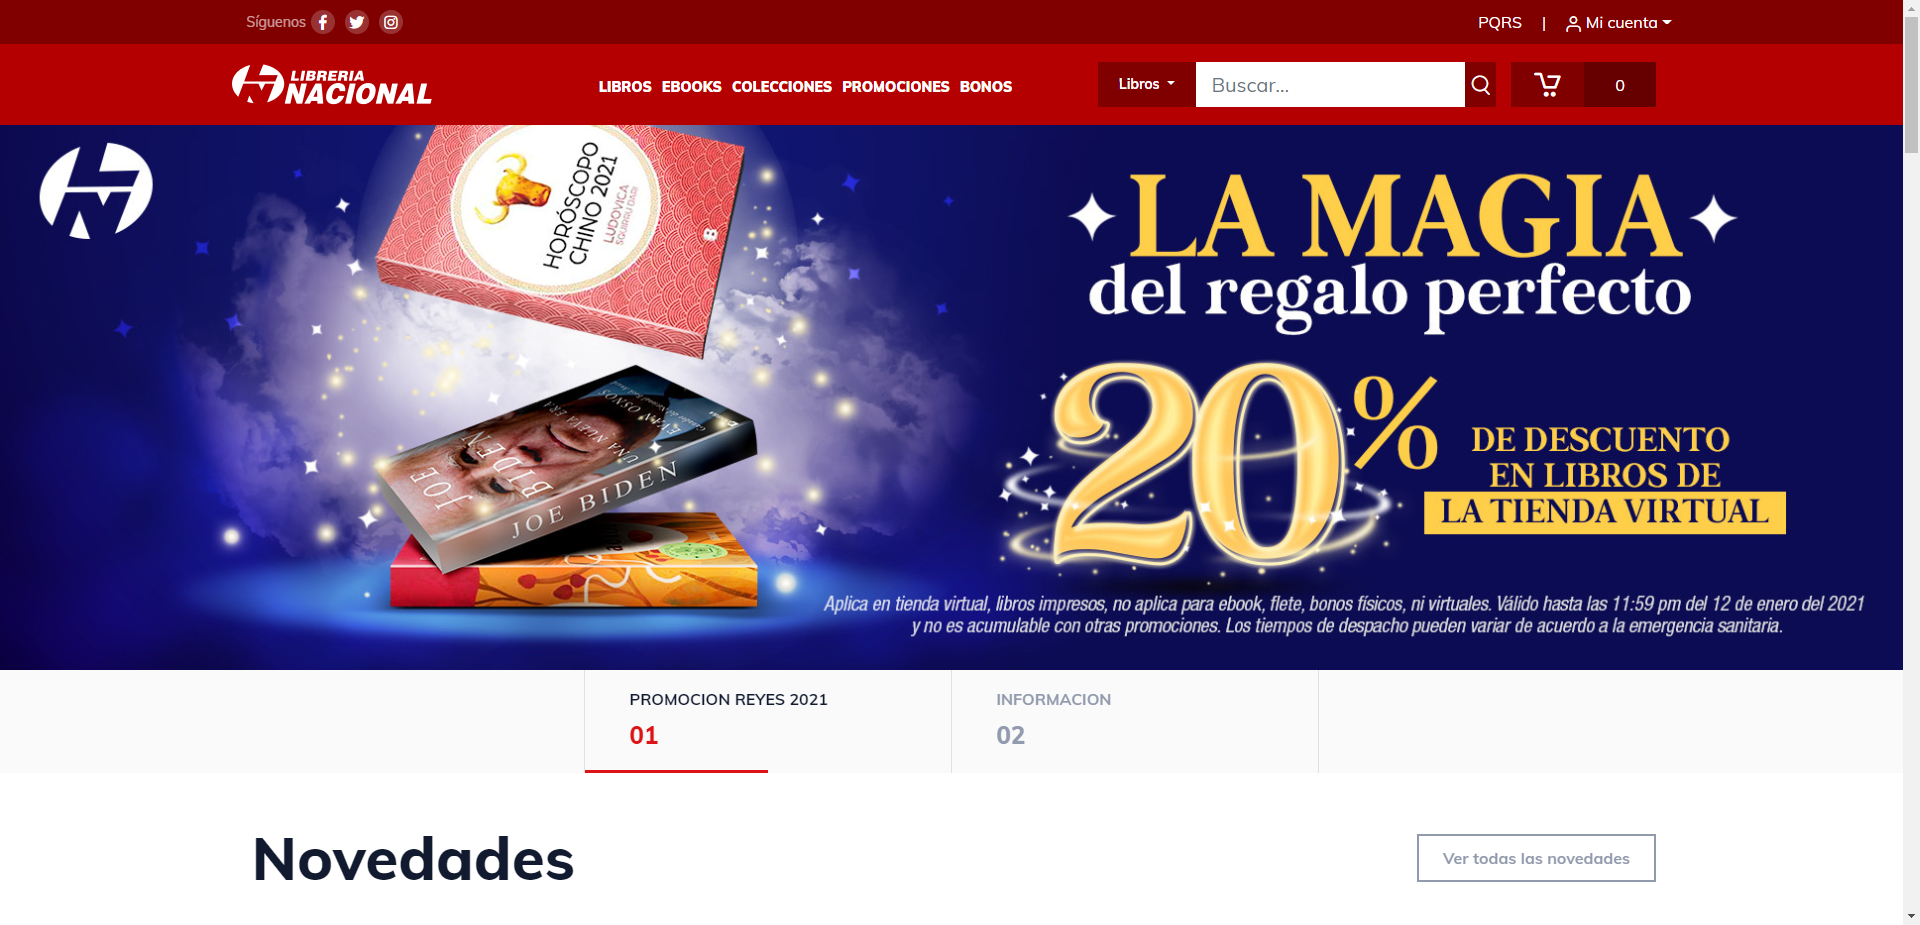 Síguenos
PQRS | Mi cuenta
LIBRERIA
NACIONAL
LIBROS EBOOKS COLECCIONES PROMOCIONES BONOS
Libros
Buscar...
0
HORÓSCOPO
CHINO 2021
LUDOVICA
SQUIRRU DARI
LA MAGIA
del regalo perfecto
20%
DE DESCUENTO
EN LIBROS DE
LA TIENDA VIRTUAL
JOE
BIDEN
UNA NUEVA ERA
EVAN OSNOS
JOE BIDEN
Aplica en tienda virtual, libros impresos, no aplica para ebook, flete, bonos físicos, ni virtuales. Válido hasta las 11:59 pm del 12 de enero del 2021
y no es acumulable con otras promociones. Los tiempos de despacho pueden variar de acuerdo a la emergencia sanitaria.
PROMOCION REYES 2021
01
INFORMACION
02
Novedades
Ver todas las novedades